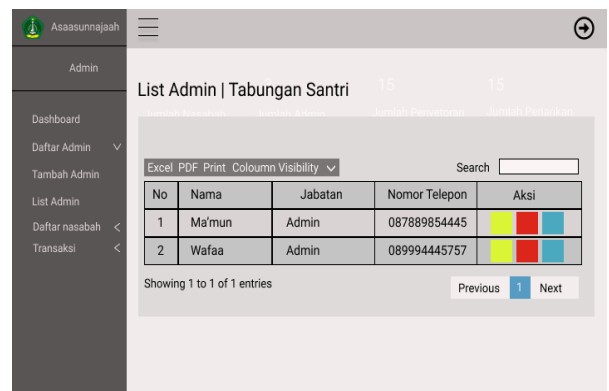 Asaasunnajaah
Admin
Dashboard
Daftar Admin
Tambah Admin
List Admin
Daftar nasabah
Transaksi
List Admin | Tabungan Santri
15 15
Jumlah Nasabah Jumlah Admin Jumlah Penyetoran Jumlah Penarikan
Excel PDF Print Coloumn Visibility
Search
No Nama Jabatan Nomor Telepon Aksi
1 Ma'mun Admin 087889854445
2 Wafaa Admin 089994445757
Showing 1 to 1 of 1 entries
Previous 1 Next